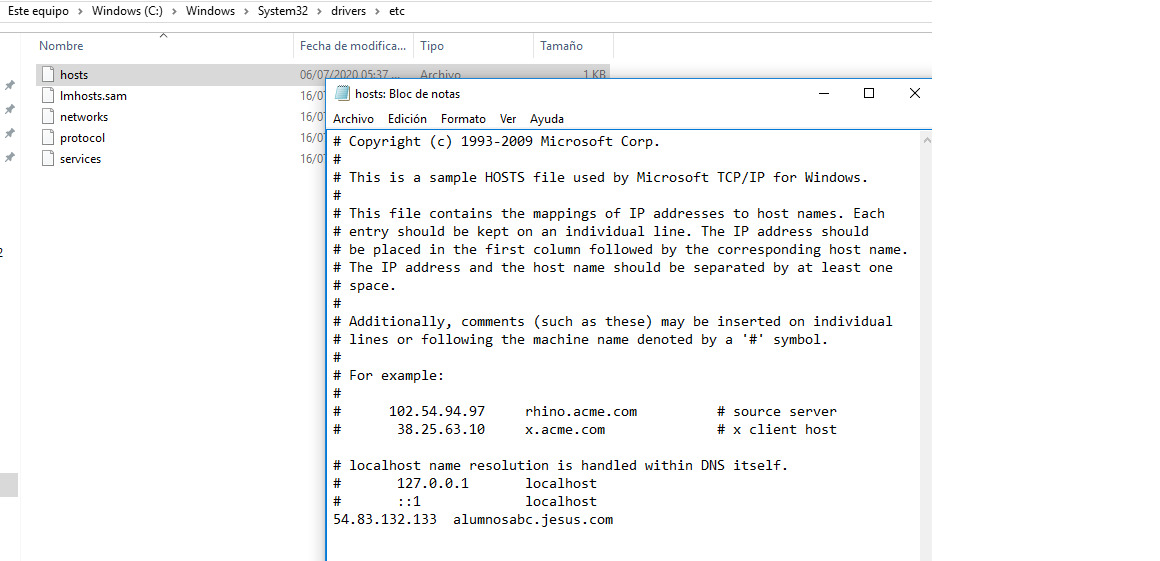 Este equipo > Windows (C:) > Windows > System32 > drivers > etc
Nombre Fecha de modifica... Tipo Tamaño
hosts 06/07/2020 05:37 ... Archivo 1 KB
lmhosts.sam 16/07
networks 16/07
protocol 16/07
services 16/07
2
hosts: Bloc de notas
Archivo Edición Formato Ver Ayuda
# Copyright (c) 1993-2009 Microsoft Corp.
#
# This is a sample HOSTS file used by Microsoft TCP/IP for Windows.
#
# This file contains the mappings of IP addresses to host names. Each
# entry should be kept on an individual line. The IP address should
# be placed in the first column followed by the corresponding host name.
# The IP address and the host name should be separated by at least one
# space.
#
# Additionally, comments (such as these) may be inserted on individual
# lines or following the machine name denoted by a '#' symbol.
#
# For example:
#
#      102.54.94.97     rhino.acme.com          # source server
#       38.25.63.10     x.acme.com              # x client host

# localhost name resolution is handled within DNS itself.
#       127.0.0.1       localhost
#       ::1             localhost
54.83.132.133  alumnosabc.jesus.com